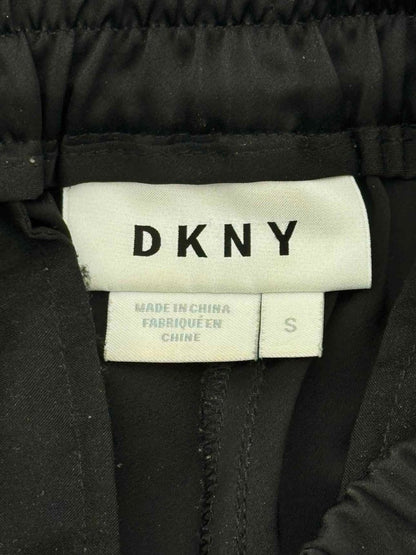 DKNY
MADE IN CHINA
FABRIQUÉ EN
CHINE
S